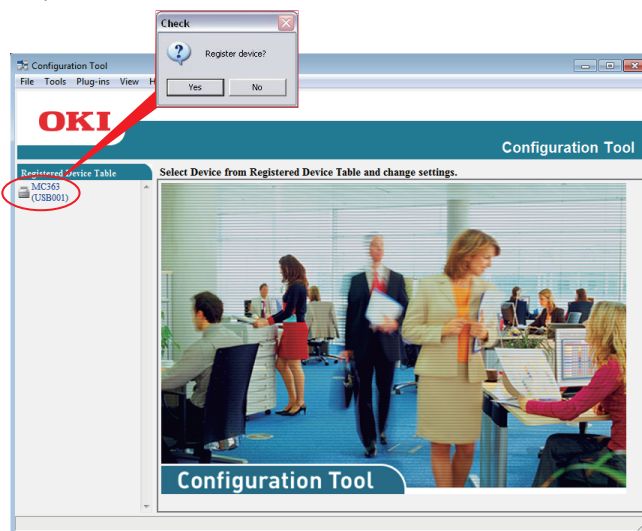 Check
Register device?
Yes
No
Configuration Tool
File Tools Plug-ins View
OKI
Configuration Tool
Registered Device Table
Select Device from Registered Device Table and change settings.
MC363
(USB001)
Configuration Tool